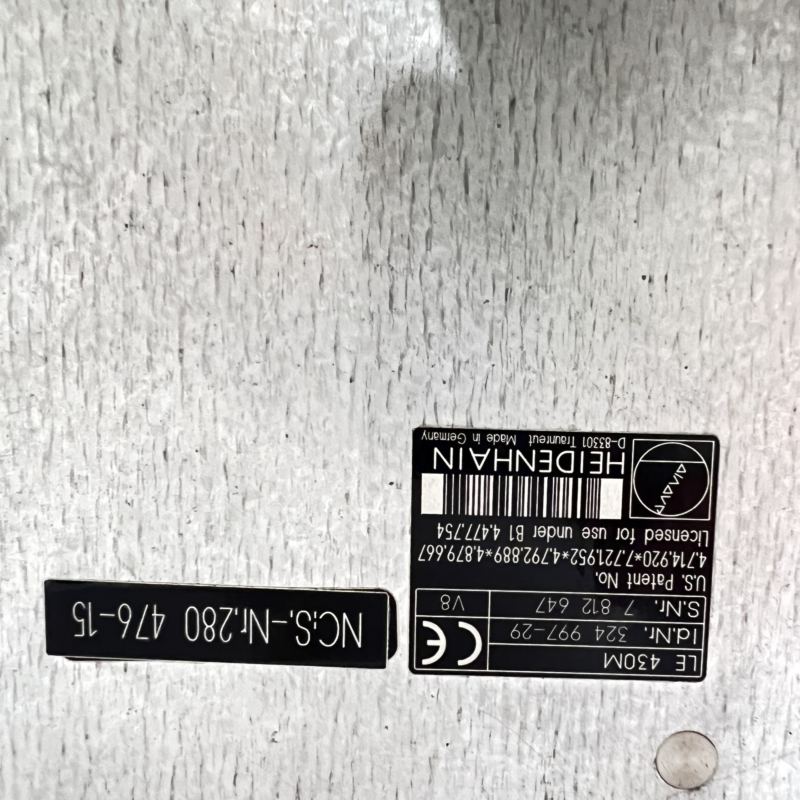 LE 430M
Id.Nr. 324 997-29
S.Nr. 7 812 647 V8
CE
U.S. Patent No.
4.714.920*7.721.952*4.792.889*4.879.667
Licensed for use under B1 4.477.754
HEIDENHAIN
D-83301 Traunreut Made in Germany
NC:S.-Nr.280 476-15